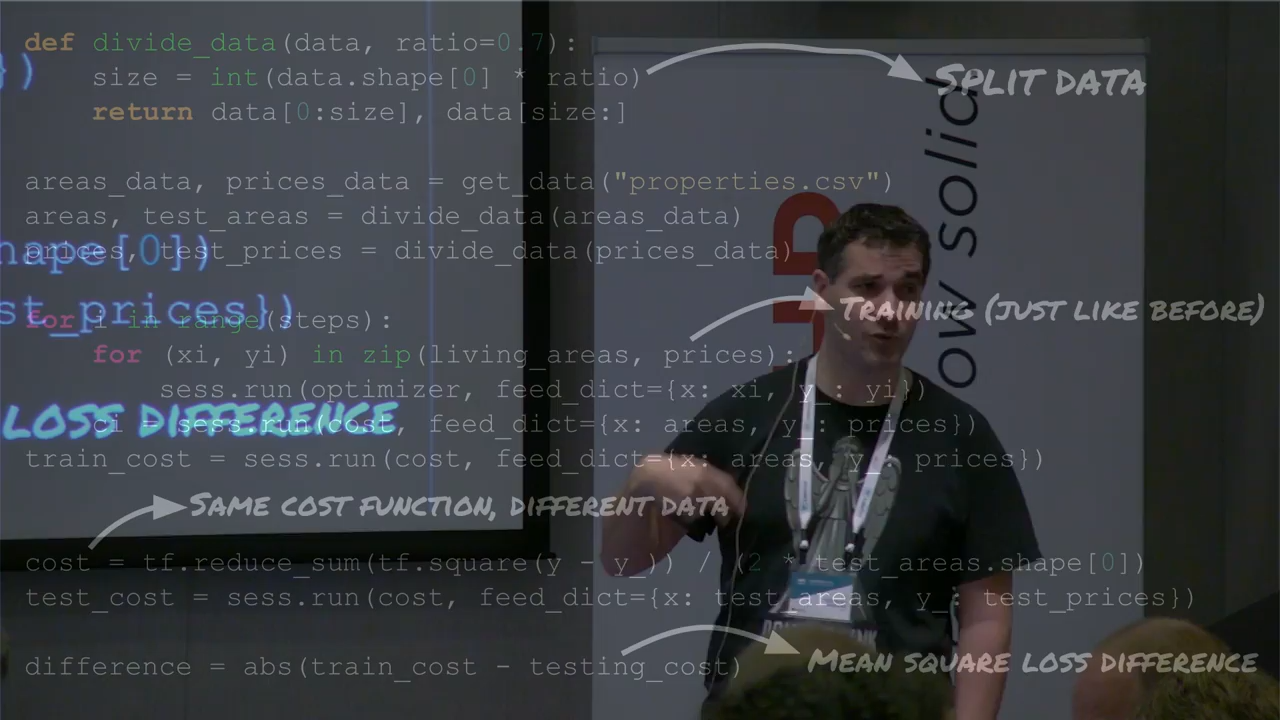 def divide_data(data, ratio=0.7):
size = int(data.shape[0] * ratio)
SPLIT DATA
return data[0:size], data[size:]
areas_data, prices_data = get_data("properties.csv")
areas, test_areas = divide_data(areas_data)
prices, test_prices = divide_data(prices_data)
for i in range(steps):
TRAINING (JUST LIKE BEFORE)
for (xi, yi) in zip(living_areas, prices):
sess.run(optimizer, feed_dict={x: xi, y_: yi})
ci = sess.run(cost, feed_dict={x: areas, y_: prices})
train_cost = sess.run(cost, feed_dict={x: areas, y_: prices})
SAME COST FUNCTION, DIFFERENT DATA
cost = tf.reduce_sum(tf.square(y - y_)) / (2 * test_areas.shape[0])
test_cost = sess.run(cost, feed_dict={x: test_areas, y_: test_prices})
difference = abs(train_cost - testing_cost)
MEAN SQUARE LOSS DIFFERENCE
})
hape[0])
st_prices})
LOSS DIFFERENCE
ow solid